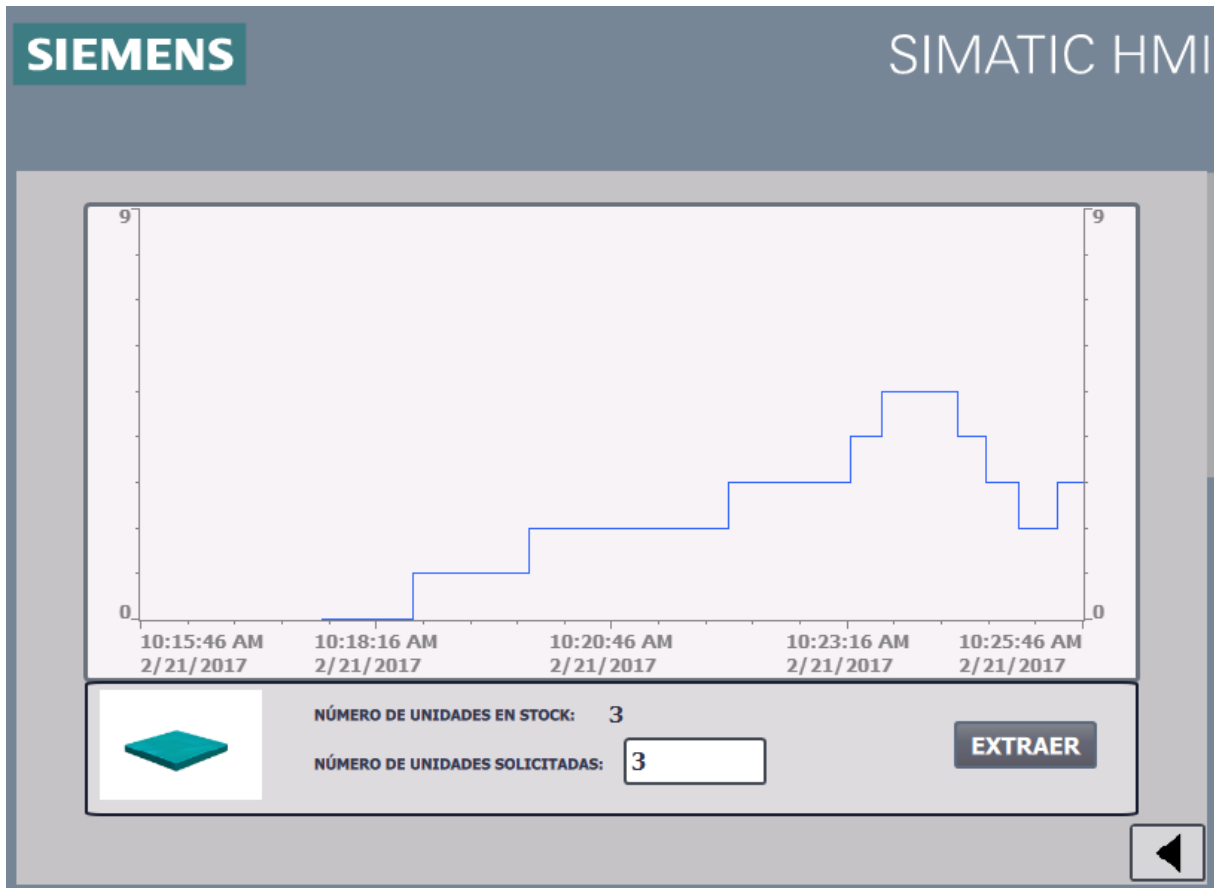 SIEMENS
SIMATIC HMI
9
9
0
0
10:15:46 AM 10:18:16 AM 10:20:46 AM 10:23:16 AM 10:25:46 AM
2/21/2017 2/21/2017 2/21/2017 2/21/2017 2/21/2017
NÚMERO DE UNIDADES EN STOCK: 3
NÚMERO DE UNIDADES SOLICITADAS: 3
EXTRAER